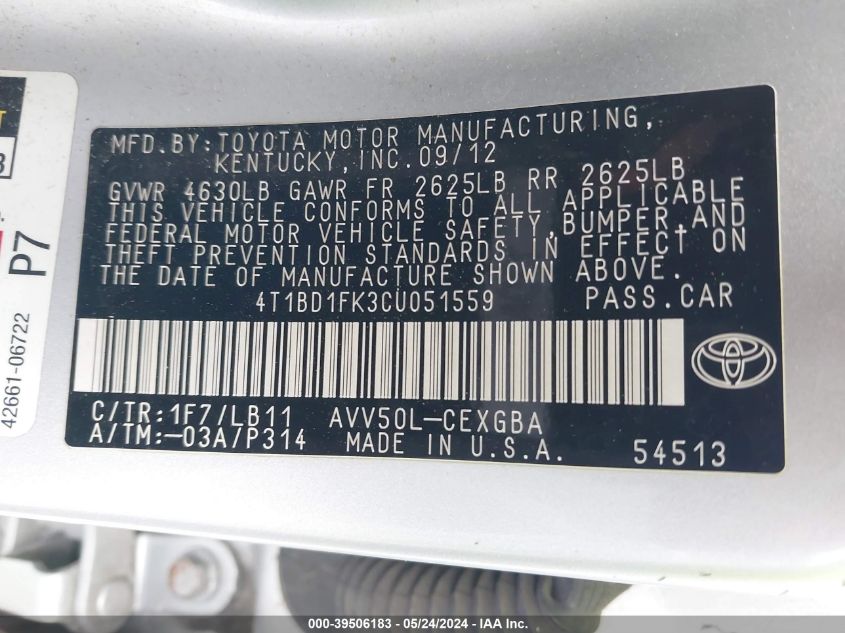 MFD.BY:TOYOTA MOTOR MANUFACTURING,
KENTUCKY,INC.09/12
GVWR 4630LB GAWR FR 2625LB RR 2625LB
THIS VEHICLE CONFORMS TO ALL APPLICABLE
FEDERAL MOTOR VEHICLE SAFETY,BUMPER,AND
THEFT PREVENTION STANDARDS IN EFFECT ON
THE DATE OF MANUFACTURE SHOWN ABOVE.
4T1BD1FK3CU051559 PASS.CAR
C/TR:1F7/LB11 AVV50L-CEXGBA
A/TM:-03A/P314 MADE IN U.S.A. 54513
P7
42661-06722
000-39506183 - 05/24/2024 - IAA Inc.